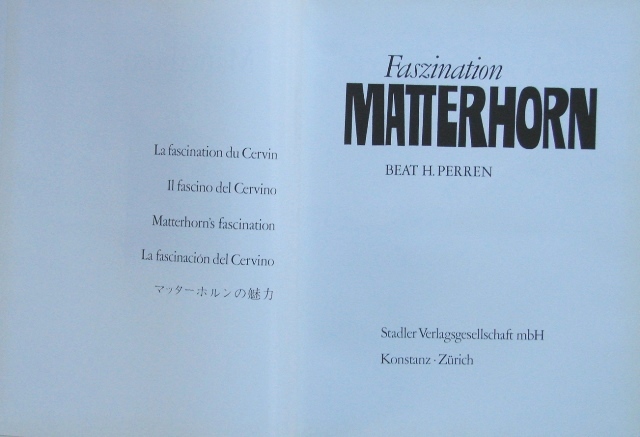 La fascination du Cervin
Il fascino del Cervino
Matterhorn's fascination
La fascinación del Cervino
マッターホルンの魅力
Faszination
MATTERHORN
BEAT H. PERREN
Stadler Verlagsgesellschaft mbH
Konstanz · Zürich